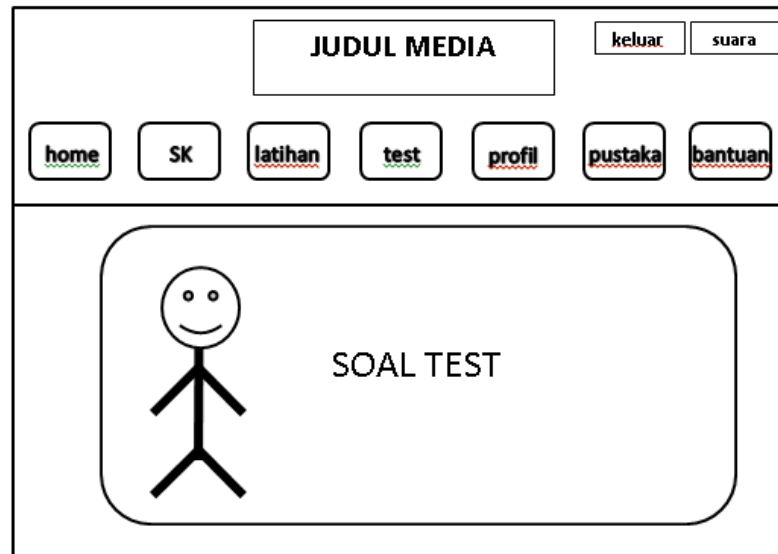 JUDUL MEDIA
keluar
suara
home
SK
latihan
test
profil
pustaka
bantuan
SOAL TEST